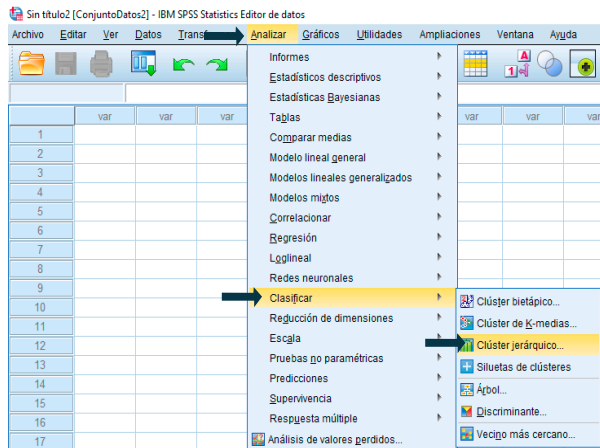 Sin título2 [ConjuntoDatos2] - IBM SPSS Statistics Editor de datos
Archivo Editar Ver Datos Analizar Gráficos Utilidades Ampliaciones Ventana Ayuda
var var var var var
1
2
3
4
5
6
7
8
9
10
11
12
13
14
15
16
17
Informes
Estadísticos descriptivos
Estadísticas Bayesianas
Tablas
Comparar medias
Modelo lineal general
Modelos lineales generalizados
Modelos mixtos
Correlacionar
Regresión
Loglineal
Redes neuronales
Clasificar
Reducción de dimensiones
Escala
Pruebas no paramétricas
Predicciones
Supervivencia
Respuesta múltiple
Análisis de valores perdidos...
Clúster bietápico...
Clúster de K-medias...
Clúster jerárquico...
Siluetas de clústeres
Árbol...
Discriminante...
Vecino más cercano...